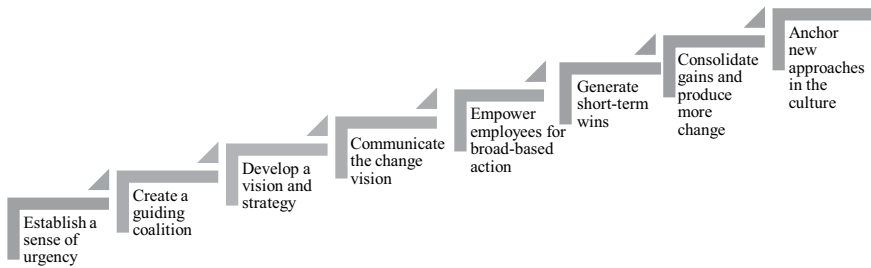 Establish a
sense of
urgency
Create a
guiding
coalition
Develop a
vision and
strategy
Communicate
the change
vision
Empower
employees for
broad-based
action
Generate
short-term
wins
Consolidate
gains and
produce
more
change
Anchor
new
approaches
in the
culture